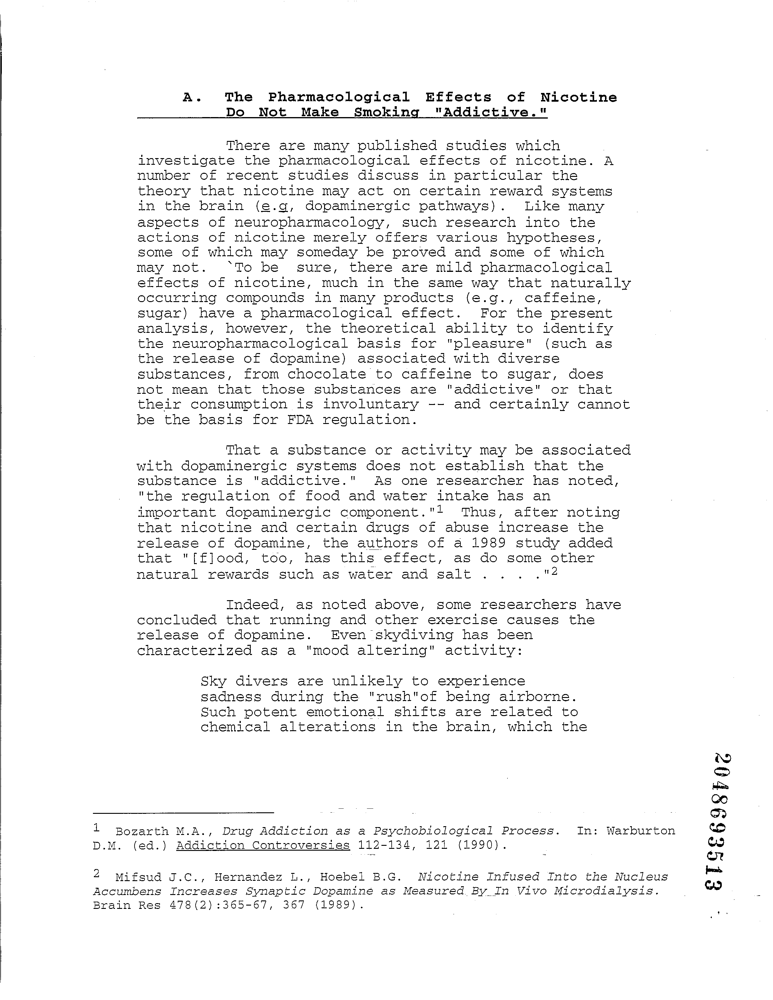 A. The Pharmacological Effects of Nicotine
Do Not Make Smoking "Addictive."
There are many published studies which
investigate the pharmacological effects of nicotine. A
number of recent studies discuss in particular the
theory that nicotine may act on certain reward systems
in the brain (e.g, dopaminergic pathways). Like many
aspects of neuropharmacology, such research into the
actions of nicotine merely offers various hypotheses,
some of which may someday be proved and some of which
may not. `To be sure, there are mild pharmacological
effects of nicotine, much in the same way that naturally
occurring compounds in many products (e.g., caffeine,
sugar) have a pharmacological effect. For the present
analysis, however, the theoretical ability to identify
the neuropharmacological basis for "pleasure" (such as
the release of dopamine) associated with diverse
substances, from chocolate to caffeine to sugar, does
not mean that those substances are "addictive" or that
their consumption is involuntary -- and certainly cannot
be the basis for FDA regulation.
That a substance or activity may be associated
with dopaminergic systems does not establish that the
substance is "addictive." As one researcher has noted,
"the regulation of food and water intake has an
important dopaminergic component."1 Thus, after noting
that nicotine and certain drugs of abuse increase the
release of dopamine, the authors of a 1989 study added
that "[f]ood, too, has this effect, as do some other
natural rewards such as water and salt . . . ."2
Indeed, as noted above, some researchers have
concluded that running and other exercise causes the
release of dopamine. Even skydiving has been
characterized as a "mood altering" activity:
Sky divers are unlikely to experience
sadness during the "rush"of being airborne.
Such potent emotional shifts are related to
chemical alterations in the brain, which the
1 Bozarth M.A., Drug Addiction as a Psychobiological Process. In: Warburton
D.M. (ed.) Addiction Controversies 112-134, 121 (1990).
2 Mifsud J.C., Hernandez L., Hoebel B.G. Nicotine Infused Into the Nucleus
Accumbens Increases Synaptic Dopamine as Measured By In Vivo Microdialysis.
Brain Res 478(2):365-67, 367 (1989).
2048693513